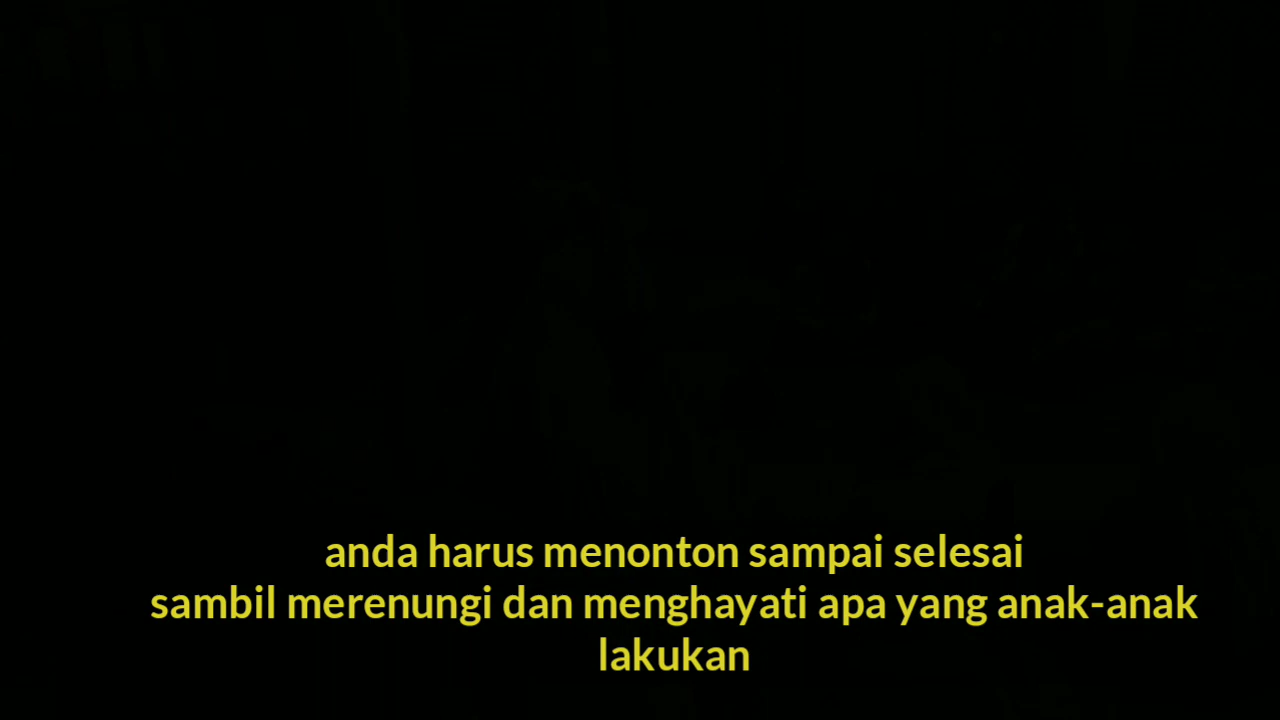 anda harus menonton sampai selesai
sambil merenungi dan menghayati apa yang anak-anak
lakukan